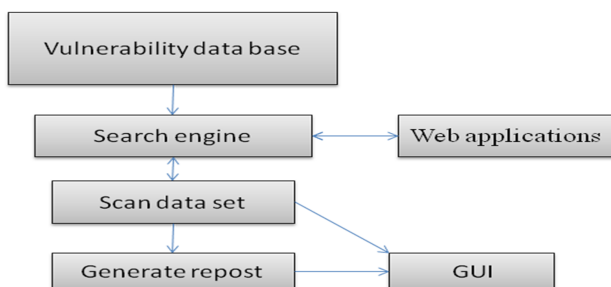 Vulnerability data base
Search engine
Web applications
Scan data set
Generate repost
GUI